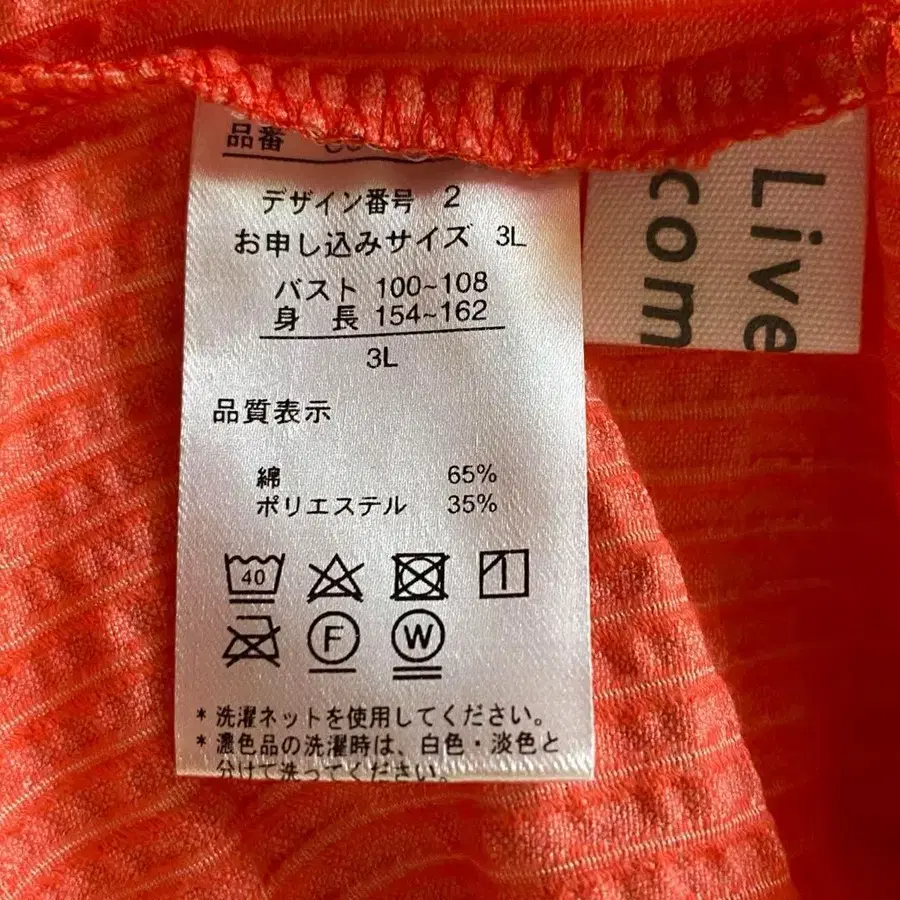 品番
デザイン番号 2
お申し込みサイズ 3L
バスト 100~108
身 長 154~162
3L
品質表示
綿 65%
ポリエステル 35%
40
F W
* 洗濯ネットを使用してください。
* 濃色品の洗濯時は、白色・淡色と
分けて洗ってください。
Live
com